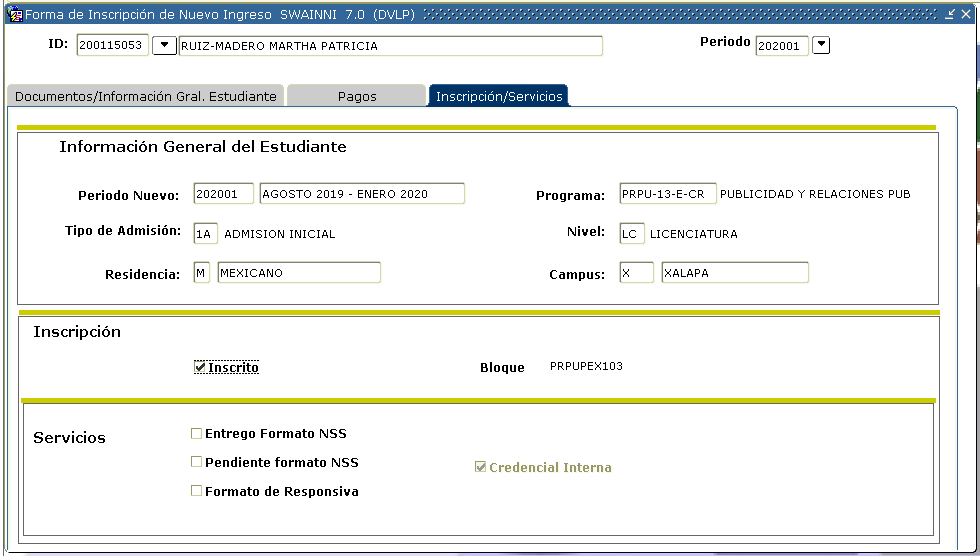 Forma de Inscripción de Nuevo Ingreso SWAINNI 7.0 (DVLP)
ID: 200115053 RUIZ-MADERO MARTHA PATRICIA Periodo 202001
Documentos/Información Gral. Estudiante Pagos Inscripción/Servicios
Información General del Estudiante
Periodo Nuevo: 202001 AGOSTO 2019 - ENERO 2020 Programa: PRPU-13-E-CR PUBLICIDAD Y RELACIONES PUB
Tipo de Admisión: 1A ADMISION INICIAL Nivel: LC LICENCIATURA
Residencia: M MEXICANO Campus: X XALAPA
Inscripción
Inscrito Bloque PRPUPEX103
Servicios
Entrego Formato NSS
Pendiente formato NSS Credencial Interna
Formato de Responsiva